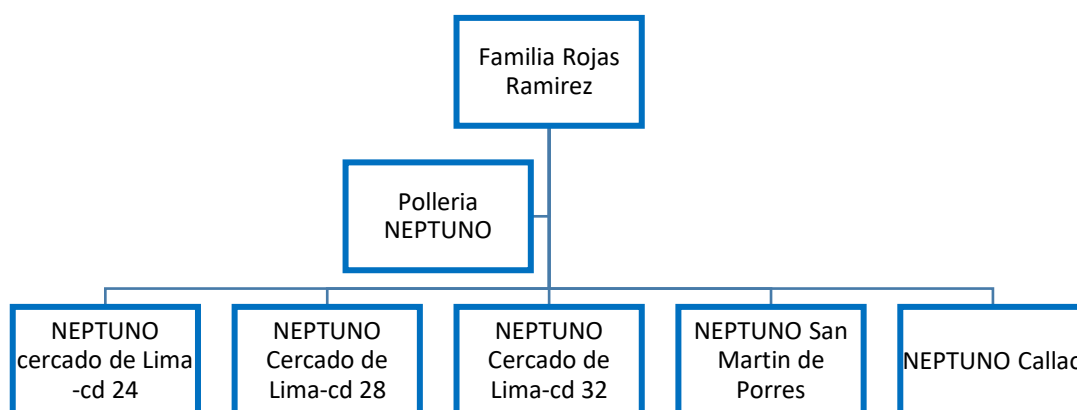 Familia Rojas
Ramirez
Polleria
NEPTUNO
NEPTUNO
cercado de Lima
-cd 24
NEPTUNO
Cercado de
Lima-cd 28
NEPTUNO
Cercado de
Lima-cd 32
NEPTUNO San
Martin de
Porres
NEPTUNO Callac